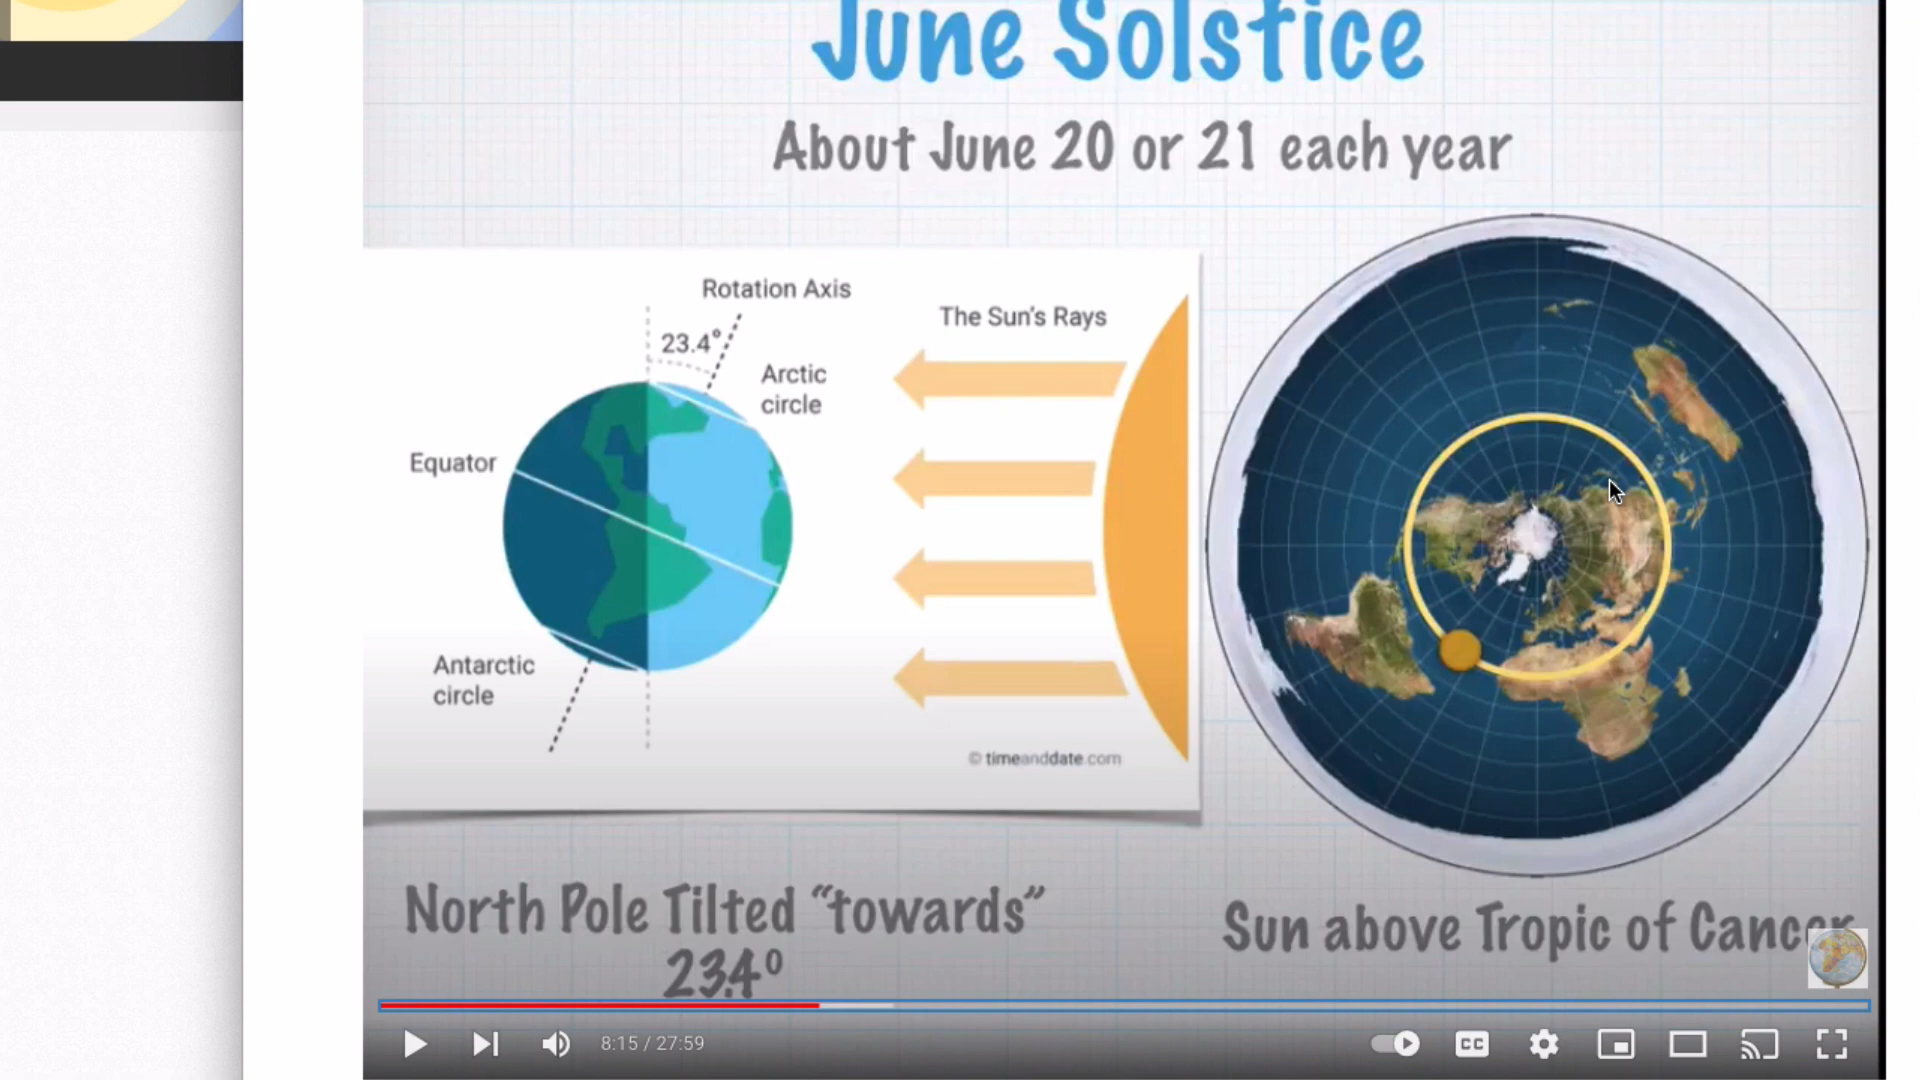 June Solstice
About June 20 or 21 each year
Rotation Axis
23.4°
The Sun's Rays
Arctic
circle
Equator
Antarctic
circle
© timeanddate.com
North Pole Tilted “towards”
23.4°
Sun above Tropic of Cancer
8:15 / 27:59
CC